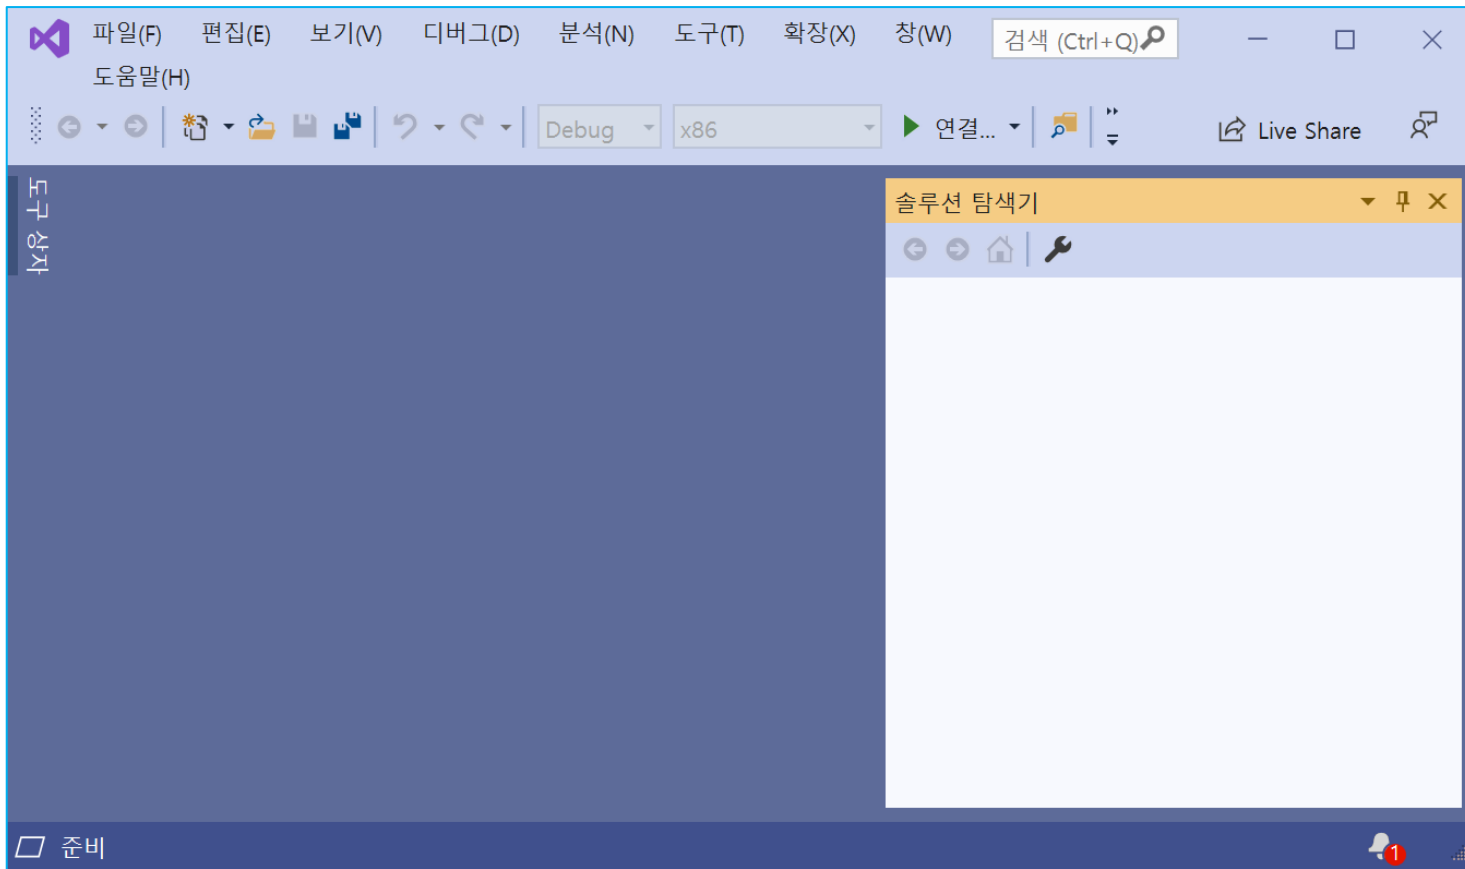 파일(F) 편집(E) 보기(V) 디버그(D) 분석(N) 도구(T) 확장(X) 창(W) 검색 (Ctrl+Q)
도움말(H)
Debug x86 연결... Live Share
도구 상자
솔루션 탐색기
준비 1